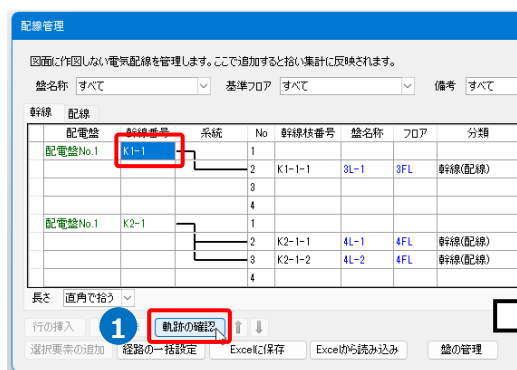 配線管理
図面に作図しない電気配線を管理します。ここで追加すると拾い集計に反映されます。
盤名称 すべて 基準フロア すべて 備考 すべて
幹線 配線
配電盤 幹線番号 系統 No 幹線枝番号 盤名称 フロア 分類
配電盤No.1 K1-1 1
2 K1-1-1 3L-1 3FL 幹線(配線)
3
4
配電盤No.1 K2-1 1
2 K2-1-1 4L-1 4FL 幹線(配線)
3 K2-1-2 4L-2 4FL 幹線(配線)
4
長さ 直角で拾う
行の挿入 1 軌跡の確認
選択要素の追加 経路の一括設定 Excelに保存 Excelから読み込み 盤の管理